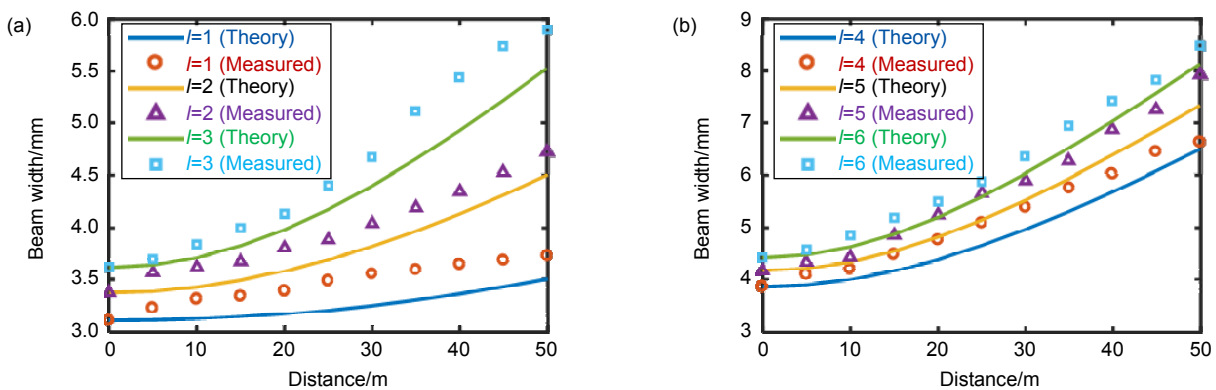 (a)
6.0
5.5
5.0
4.5
4.0
3.5
3.0
Beam width/mm
l=1 (Theory)
l=1 (Measured)
l=2 (Theory)
l=2 (Measured)
l=3 (Theory)
l=3 (Measured)
0 10 20 30 40 50
Distance/m
(b)
9
8
7
6
5
4
3
Beam width/mm
l=4 (Theory)
l=4 (Measured)
l=5 (Theory)
l=5 (Measured)
l=6 (Theory)
l=6 (Measured)
0 10 20 30 40 50
Distance/m